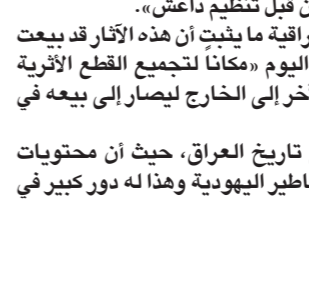 ن قبل تنظيم داعش».
راقية ما يثبت أن هذه الآثار قد بيعت
اليوم «مكاناً لتجميع القطع الأثرية
آخر إلى الخارج ليصار إلى بيعه في
تاريخ العراق، حيث أن محتويات
ساطير اليهودية وهذا له دور كبير في